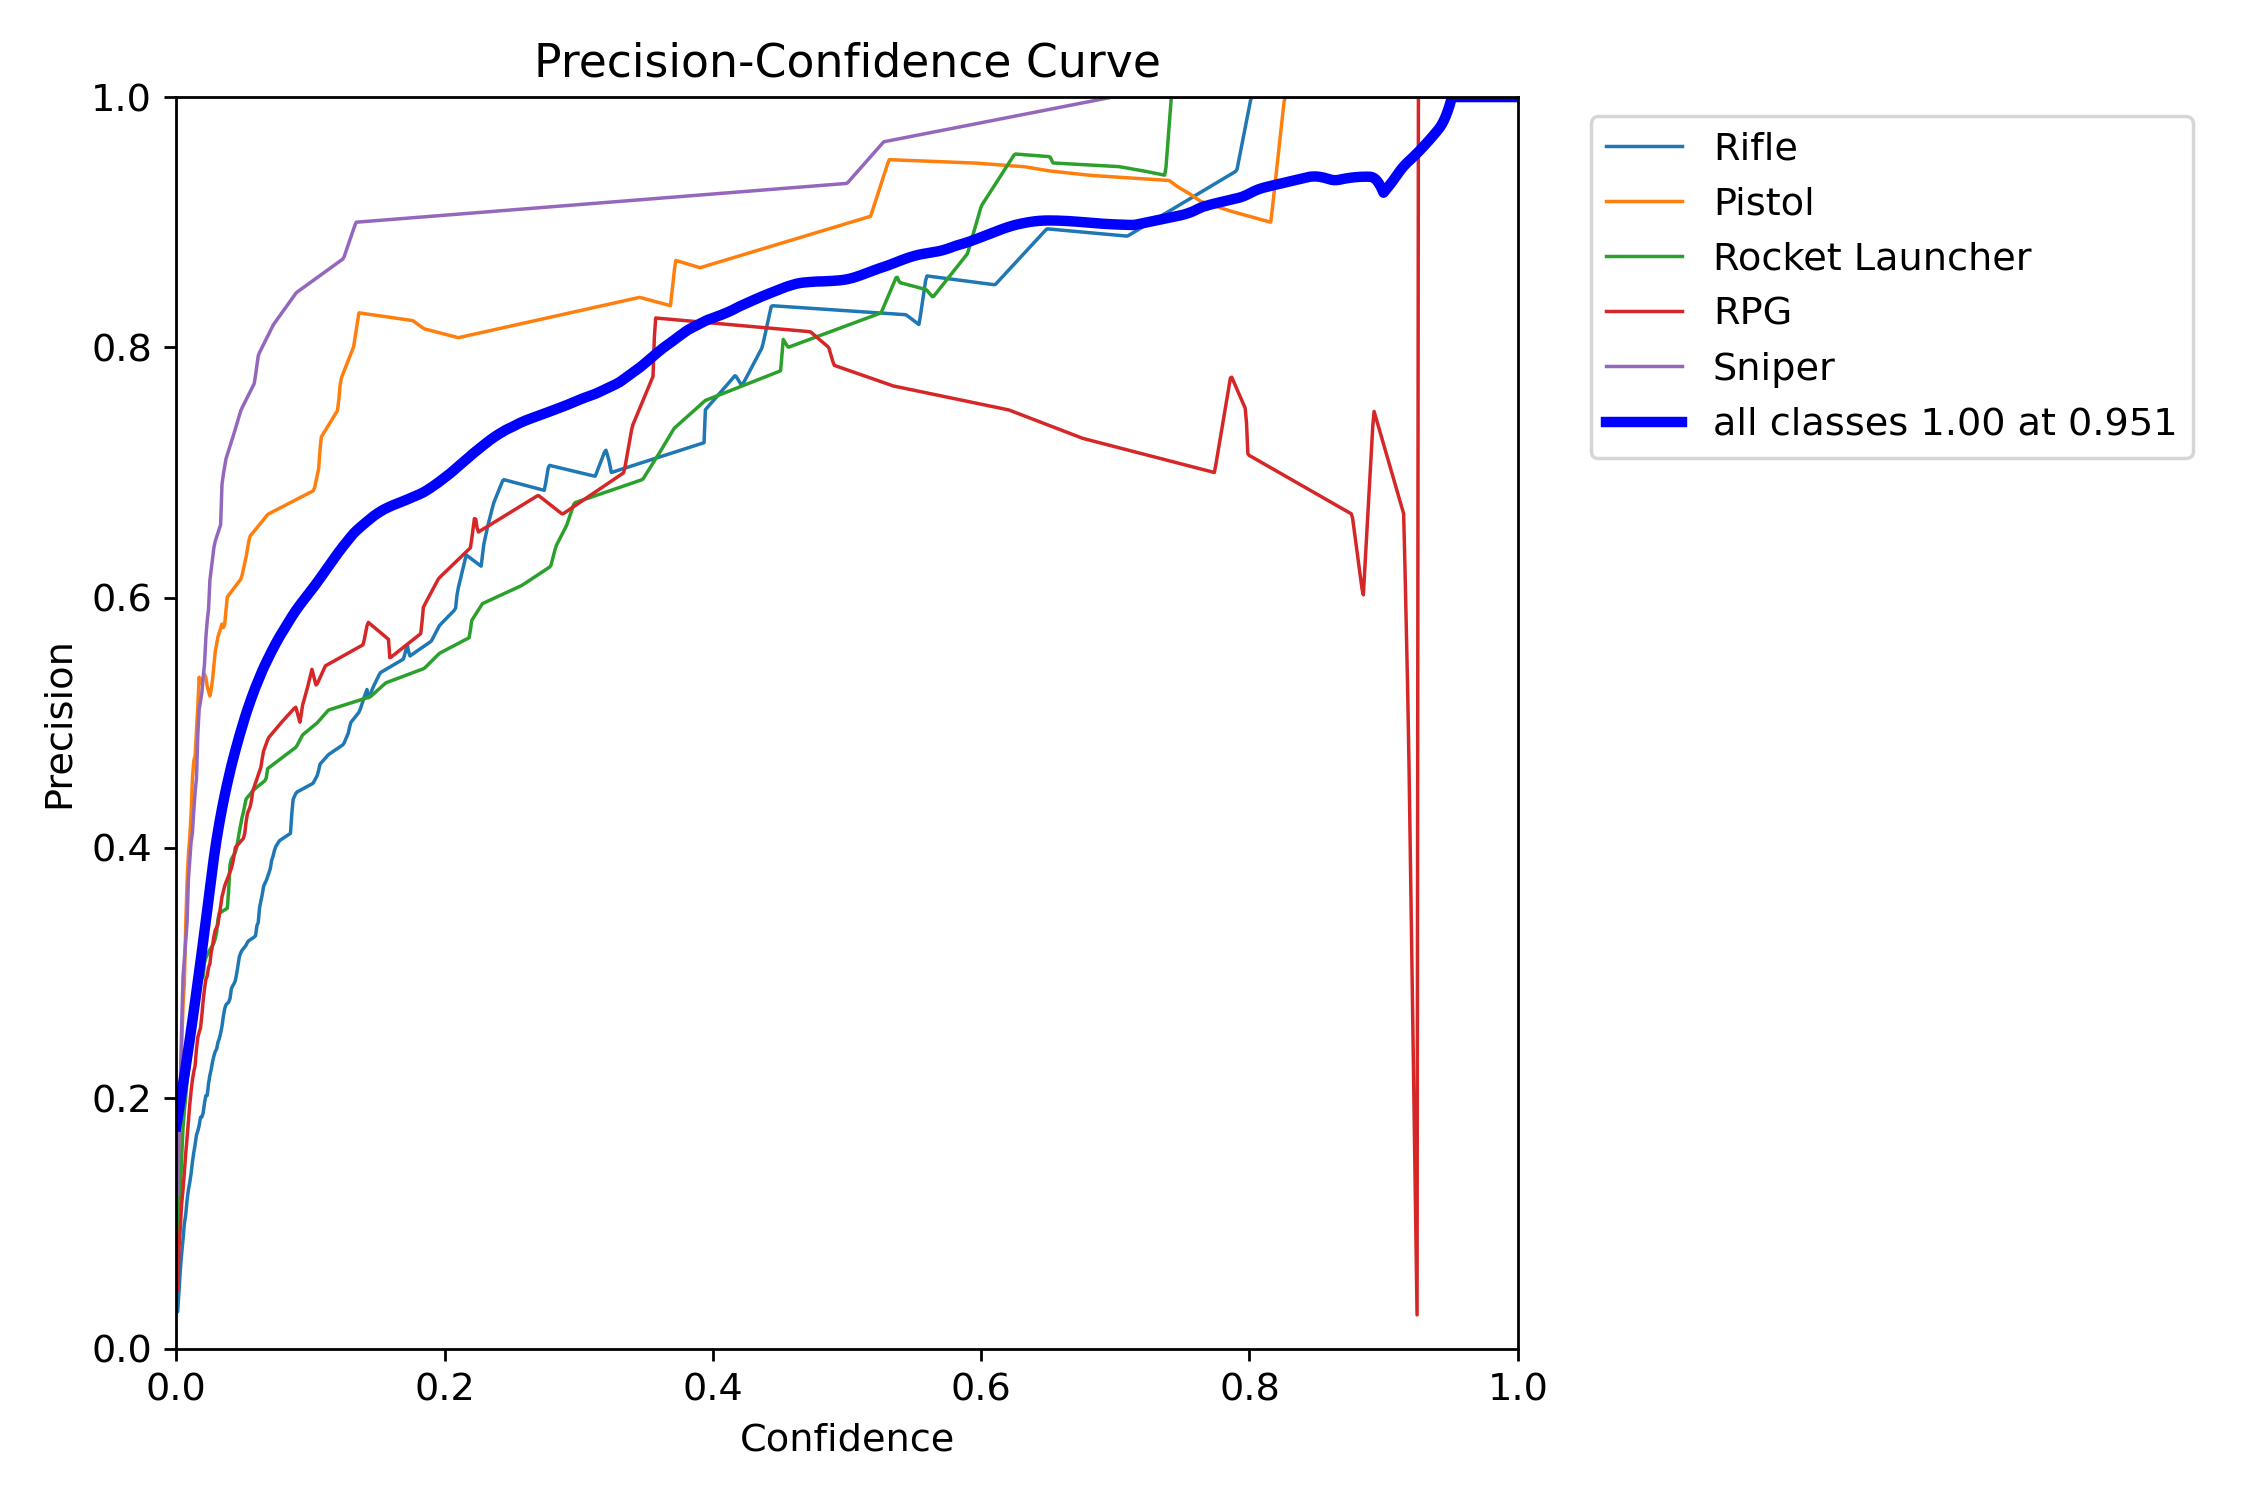 Precision-Confidence Curve
1.0
0.8
0.6
0.4
0.2
0.0
Precision
0.0 0.2 0.4 0.6 0.8 1.0
Confidence
Rifle
Pistol
Rocket Launcher
RPG
Sniper
all classes 1.00 at 0.951